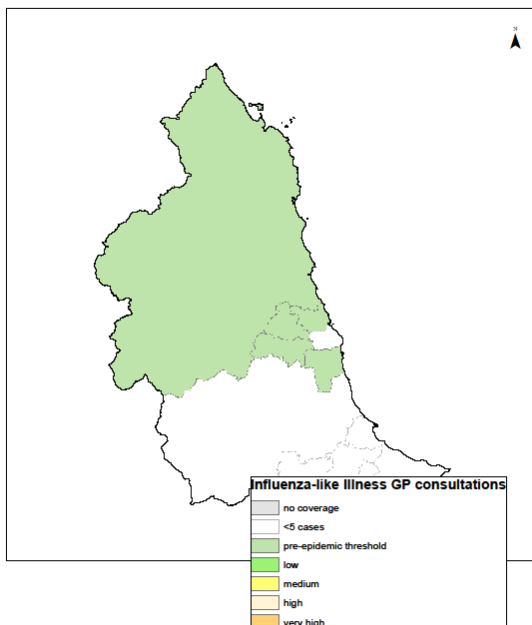 N
Influenza-like Illness GP consultations
no coverage
<5 cases
pre-epidemic threshold
low
medium
high
very high